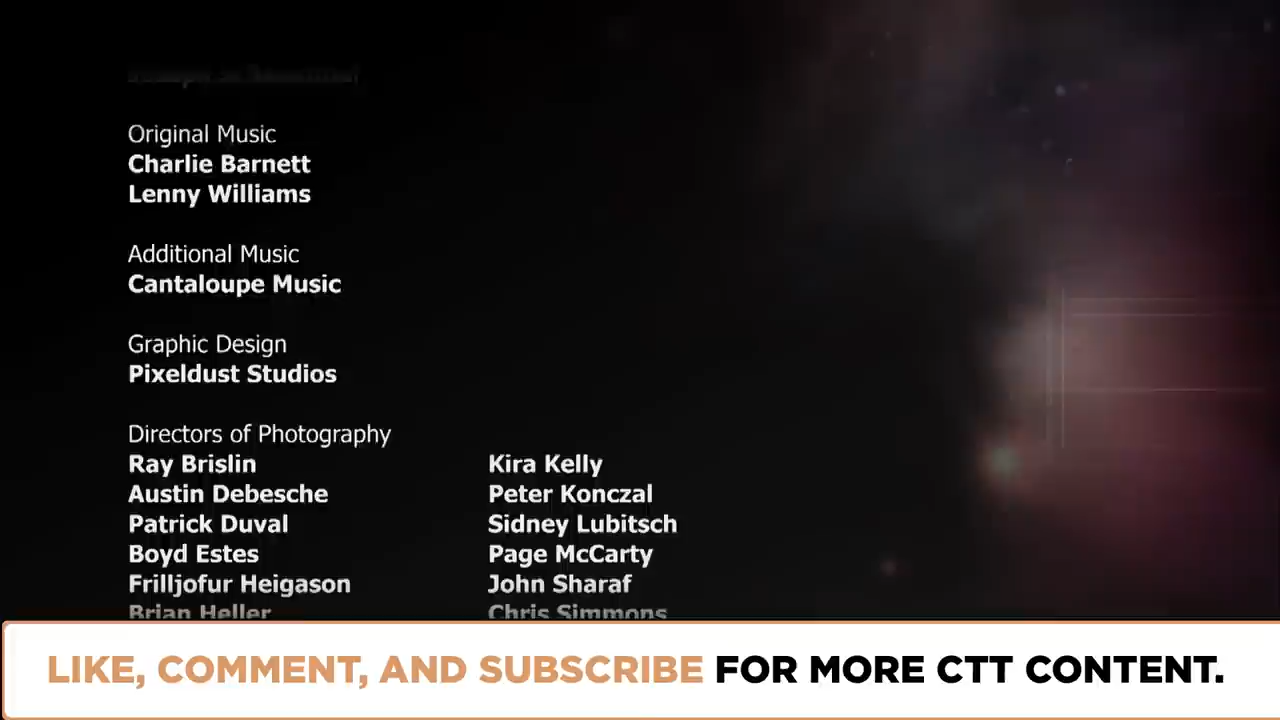 Original Music
Charlie Barnett
Lenny Williams
Additional Music
Cantaloupe Music
Graphic Design
Pixeldust Studios
Directors of Photography
Ray Brislin
Austin Debesche
Patrick Duval
Boyd Estes
Frilljofur Heigason
Brian Heller
Kira Kelly
Peter Konczal
Sidney Lubitsch
Page McCarty
John Sharaf
Chris Simmons
LIKE, COMMENT, AND SUBSCRIBE FOR MORE CTT CONTENT.